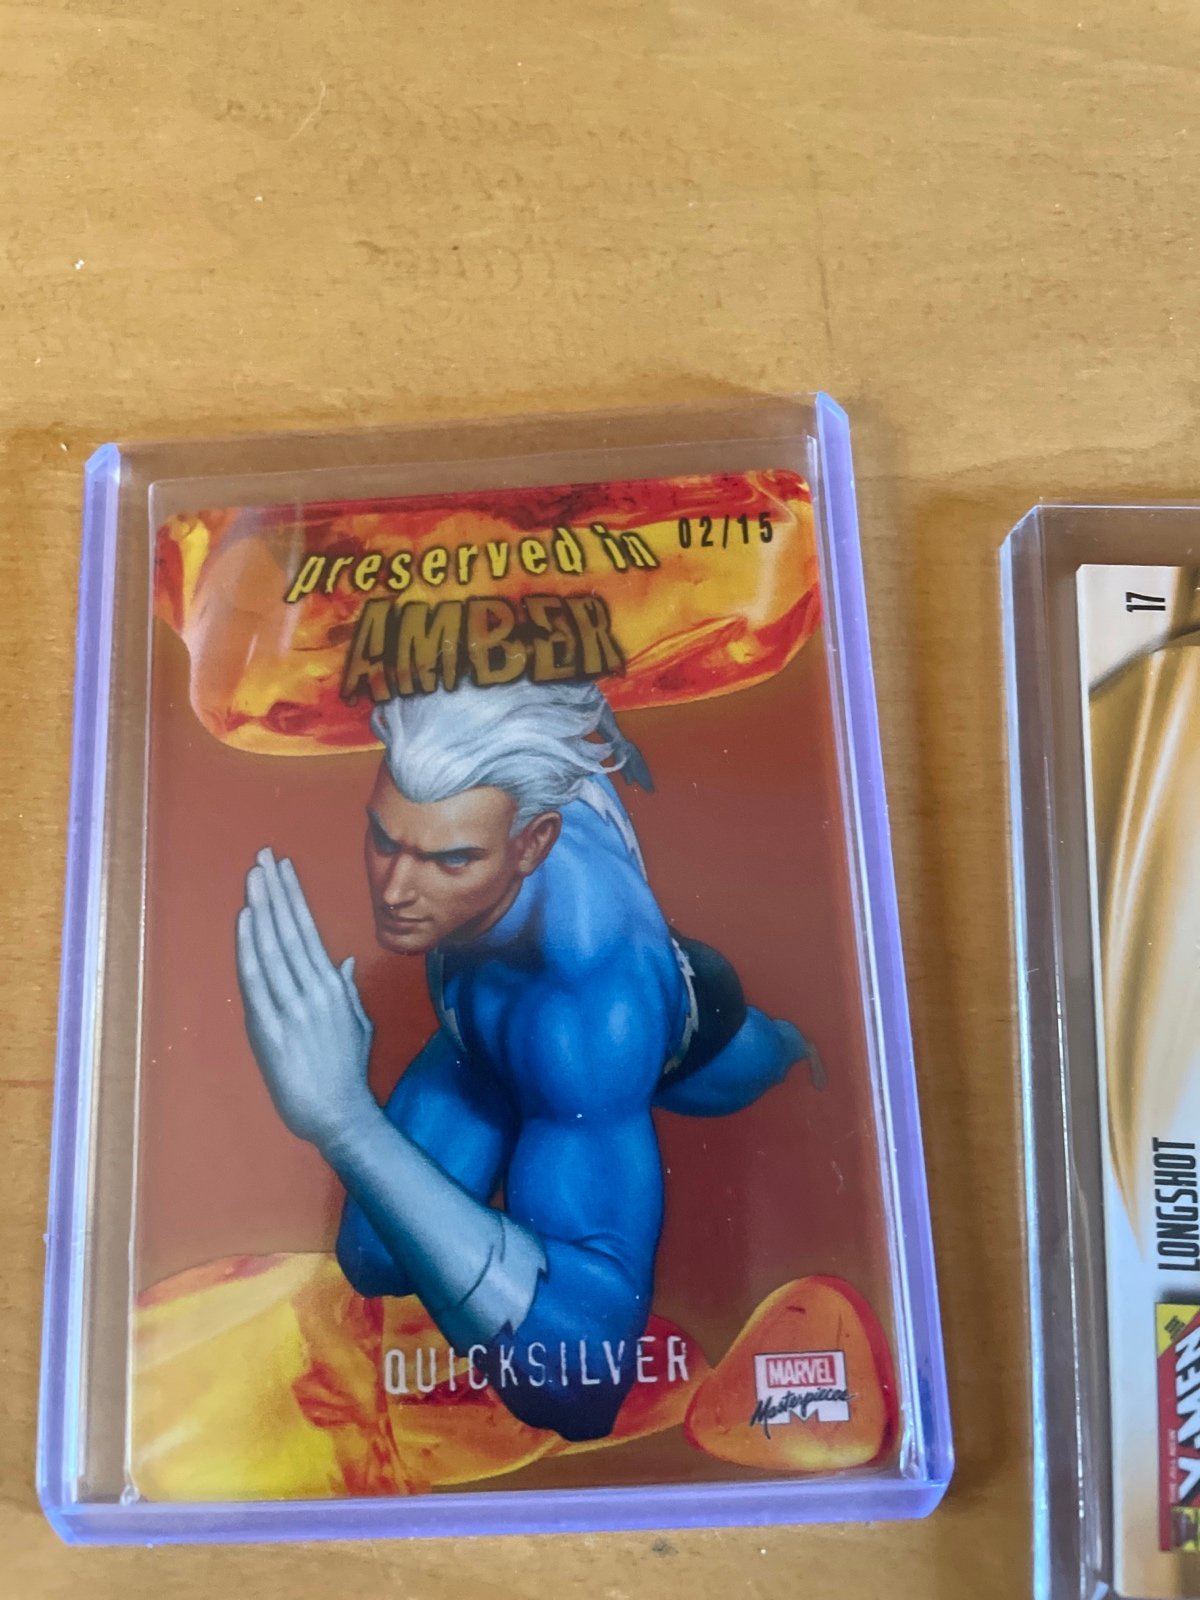 preserved in
02/15
AMBER
QUICKSILVER
MARVEL
Masterpieces
17
LONGSHOT